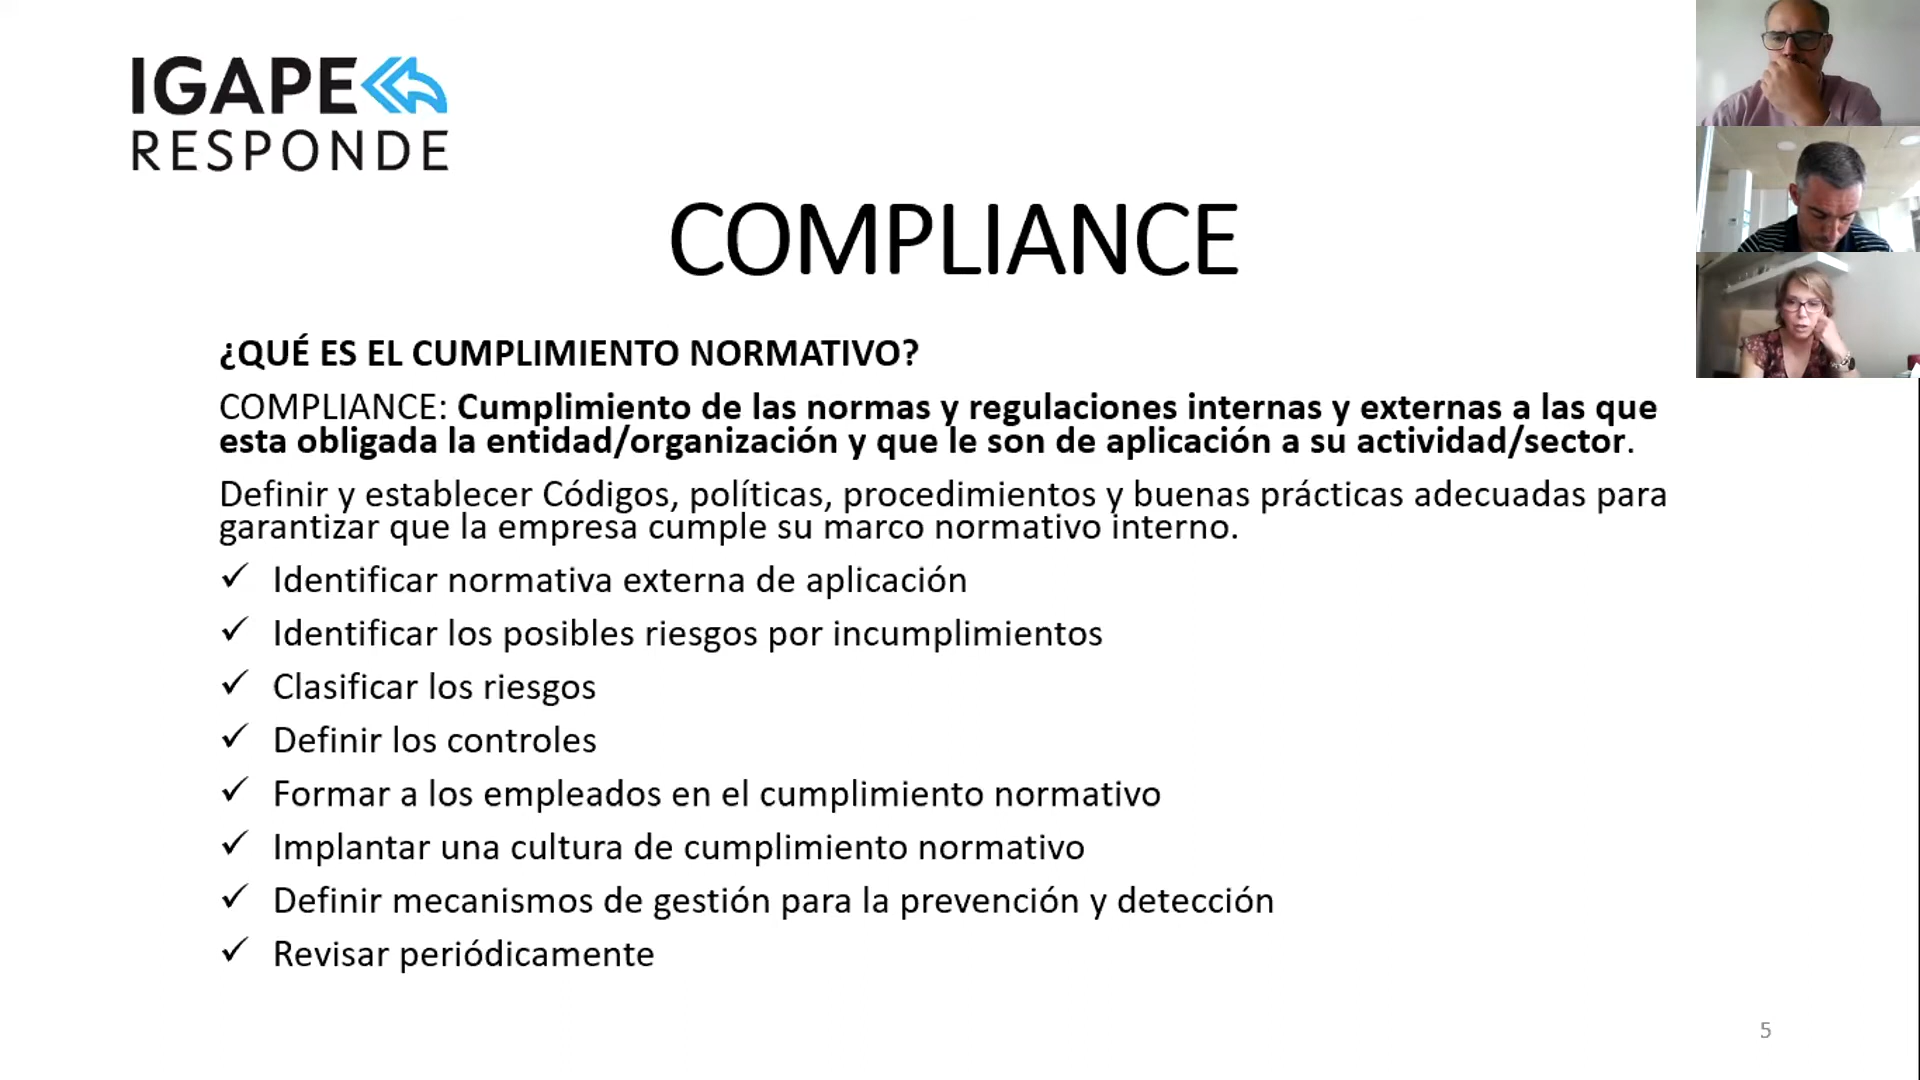 IGAPE
RESPONDE
COMPLIANCE
¿QUÉ ES EL CUMPLIMIENTO NORMATIVO?
COMPLIANCE: Cumplimiento de las normas y regulaciones internas y externas a las que
esta obligada la entidad/organización y que le son de aplicación a su actividad/sector.
Definir y establecer Códigos, políticas, procedimientos y buenas prácticas adecuadas para
garantizar que la empresa cumple su marco normativo interno.
✓ Identificar normativa externa de aplicación
✓ Identificar los posibles riesgos por incumplimientos
✓ Clasificar los riesgos
✓ Definir los controles
✓ Formar a los empleados en el cumplimiento normativo
✓ Implantar una cultura de cumplimiento normativo
✓ Definir mecanismos de gestión para la prevención y detección
✓ Revisar periódicamente
5